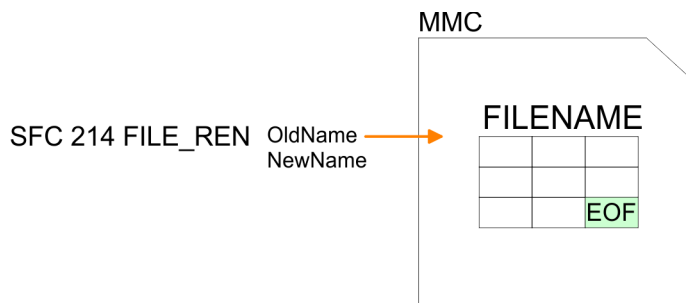 MMC
FILENAME
SFC 214 FILE_REN OldName
NewName
EOF